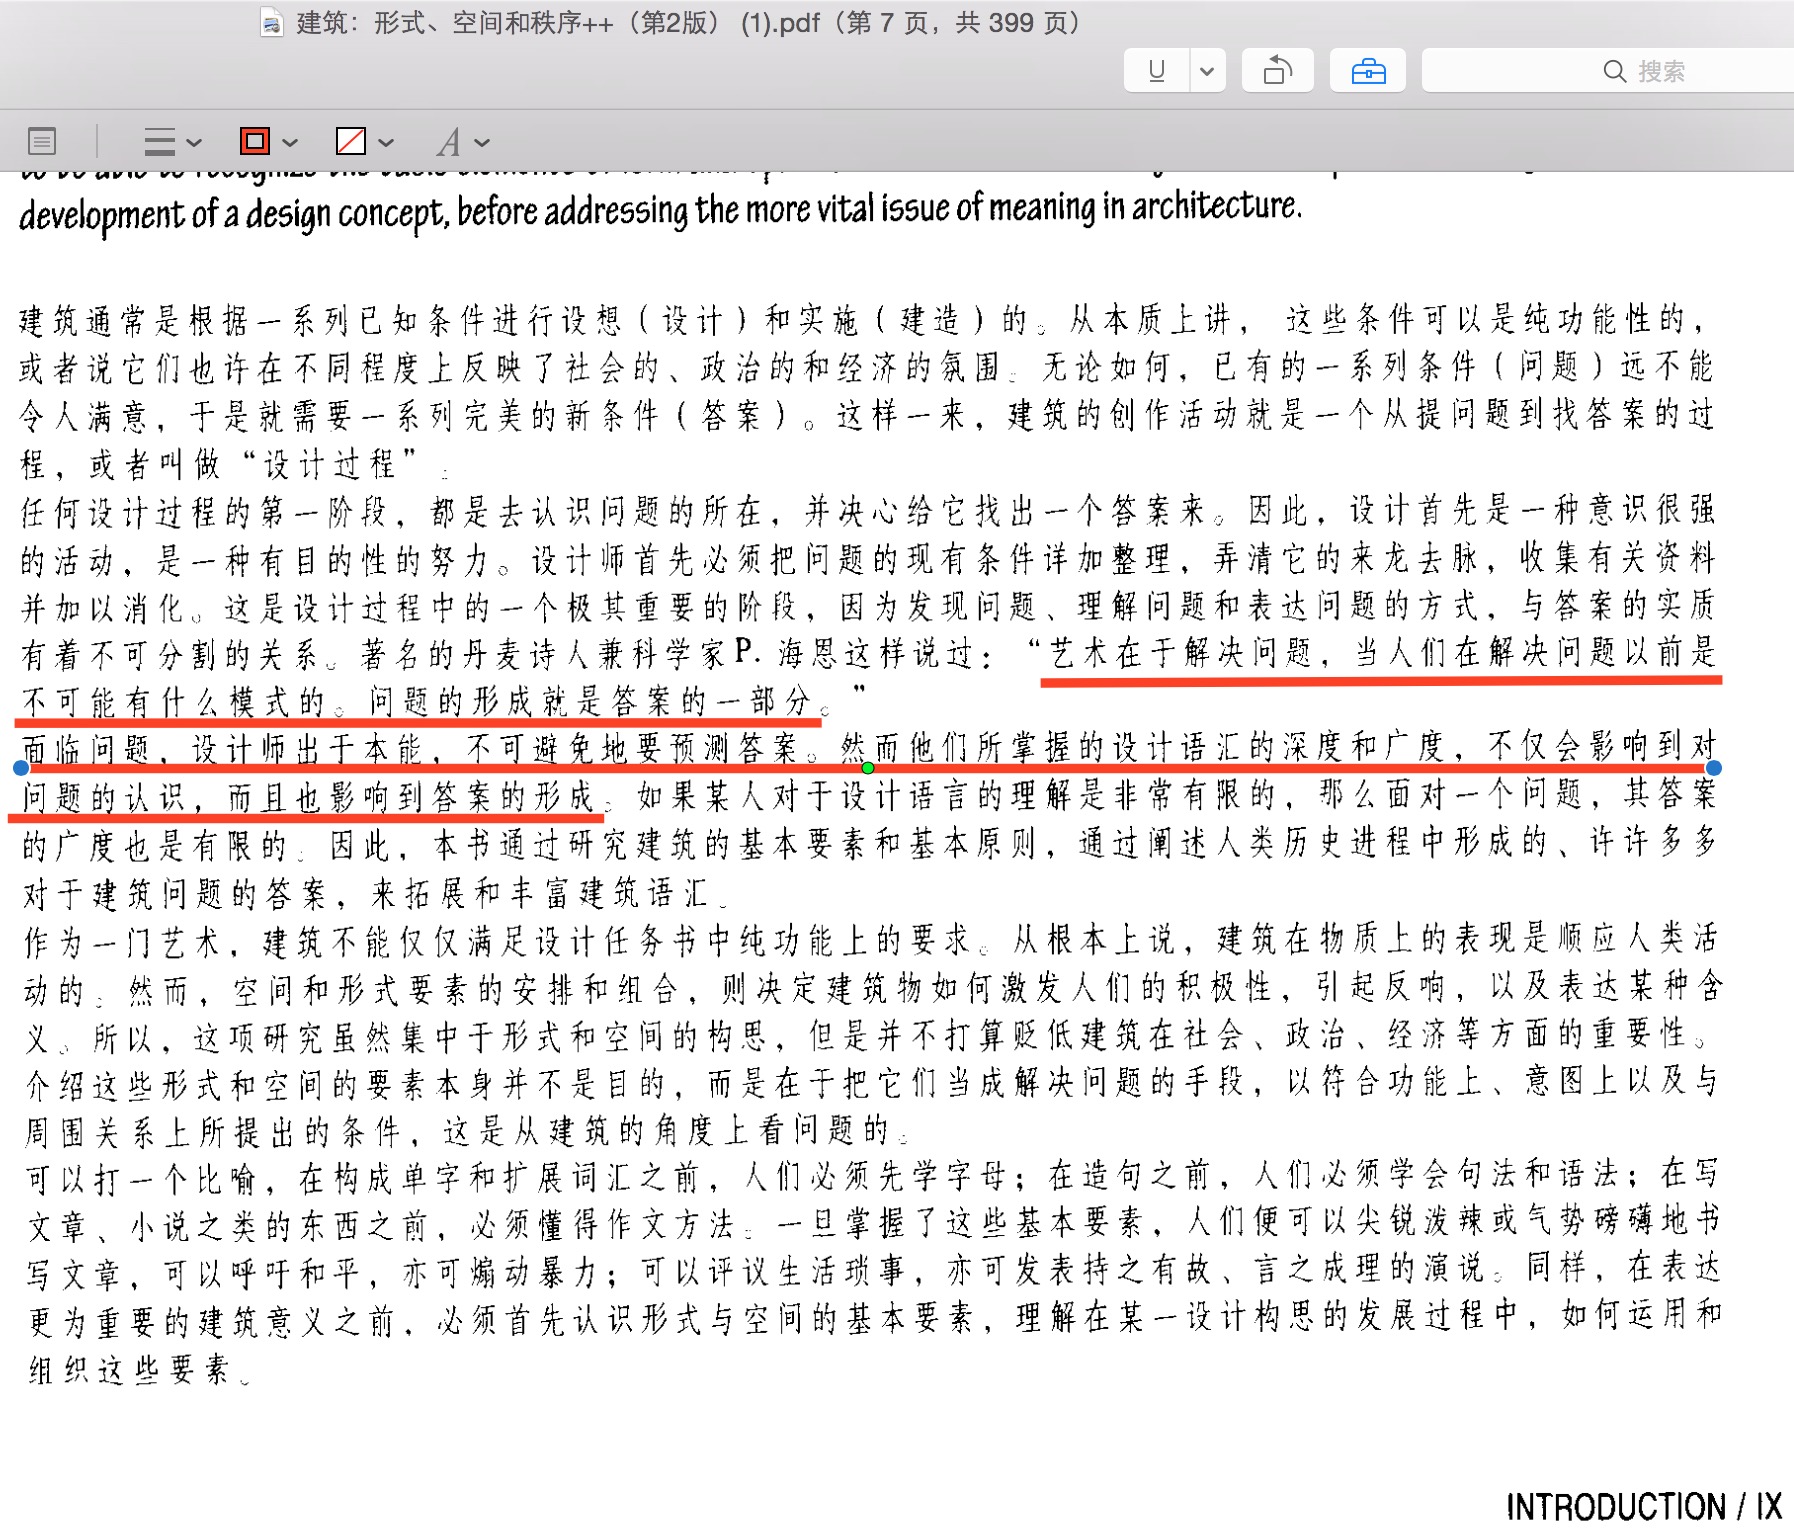 建筑：形式、空间和秩序++（第2版） (1).pdf（第 7 页，共 399 页）
U
搜索
A
development of a design concept, before addressing the more vital issue of meaning in architecture.
建筑通常是根据一系列已知条件进行设想（设计）和实施（建造）的。从本质上讲， 这些条件可以是纯功能性的，
或者说它们也许在不同程度上反映了社会的、政治的和经济的氛围。无论如何，已有的一系列条件（问题）远不能
令人满意，于是就需要一系列完美的新条件（答案）。这样一来，建筑的创作活动就是一个从提问题到找答案的过
程，或者叫做“设计过程”。
任何设计过程的第一阶段，都是去认识问题的所在，并决心给它找出一个答案来。因此，设计首先是一种意识很强
的活动，是一种有目的性的努力。设计师首先必须把问题的现有条件详加整理，弄清它的来龙去脉，收集有关资料
并加以消化。这是设计过程中的一个极其重要的阶段，因为发现问题、理解问题和表达问题的方式，与答案的实质
有着不可分割的关系。著名的丹麦诗人兼科学家P. 海恩这样说过：“艺术在于解决问题，当人们在解决问题以前是
不可能有什么模式的。问题的形成就是答案的一部分。”
面临问题，设计师出于本能，不可避免地要预测答案。然而他们所掌握的设计语汇的深度和广度，不仅会影响到对
问题的认识，而且也影响到答案的形成。如果某人对于设计语言的理解是非常有限的，那么面对一个问题，其答案
的广度也是有限的。因此，本书通过研究建筑的基本要素和基本原则，通过阐述人类历史进程中形成的、许许多多
对于建筑问题的答案，来拓展和丰富建筑语汇。
作为一门艺术，建筑不能仅仅满足设计任务书中纯功能上的要求。从根本上说，建筑在物质上的表现是顺应人类活
动的。然而，空间和形式要素的安排和组合，则决定建筑物如何激发人们的积极性，引起反响，以及表达某种含
义。所以，这项研究虽然集中于形式和空间的构思，但是并不打算贬低建筑在社会、政治、经济等方面的重要性。
介绍这些形式和空间的要素本身并不是目的，而是在于把它们当成解决问题的手段，以符合功能上、意图上以及与
周围关系上所提出的条件，这是从建筑的角度上看问题的。
可以打一个比喻，在构成单字和扩展词汇之前，人们必须先学字母；在造句之前，人们必须学会句法和语法；在写
文章、小说之类的东西之前，必须懂得作文方法。一旦掌握了这些基本要素，人们便可以尖锐泼辣或气势磅礴地书
写文章，可以呼吁和平，亦可煽动暴力；可以评议生活琐事，亦可发表持之有故、言之成理的演说。同样，在表达
更为重要的建筑意义之前，必须首先认识形式与空间的基本要素，理解在某一设计构思的发展过程中，如何运用和
组织这些要素。
INTRODUCTION / IX